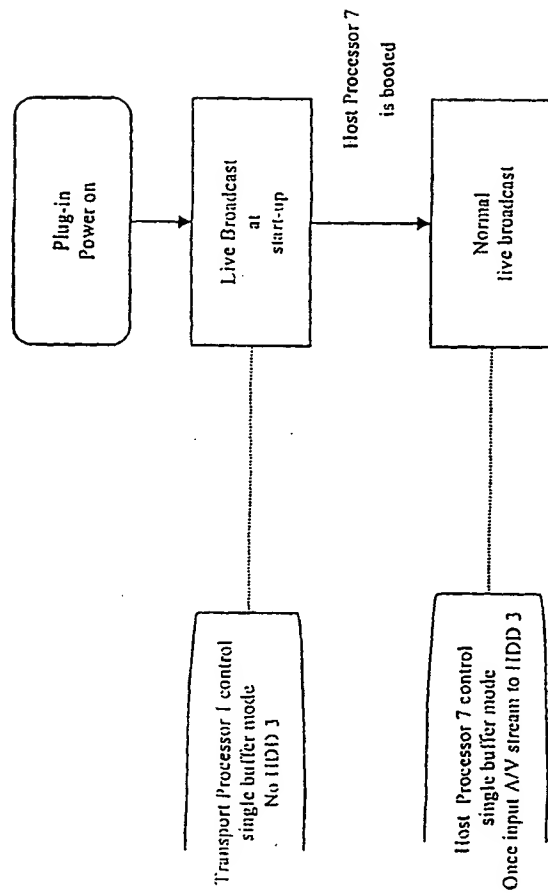 Plug-in
Power on
Live Broadcast
at
start-up
Host Processor 7
is booted
Normal
live broadcast
Transport Processor 1 control
single buffer mode
No HDD 3
Host Processor 7 control
single buffer mode
Once input A/V stream to HDD 3